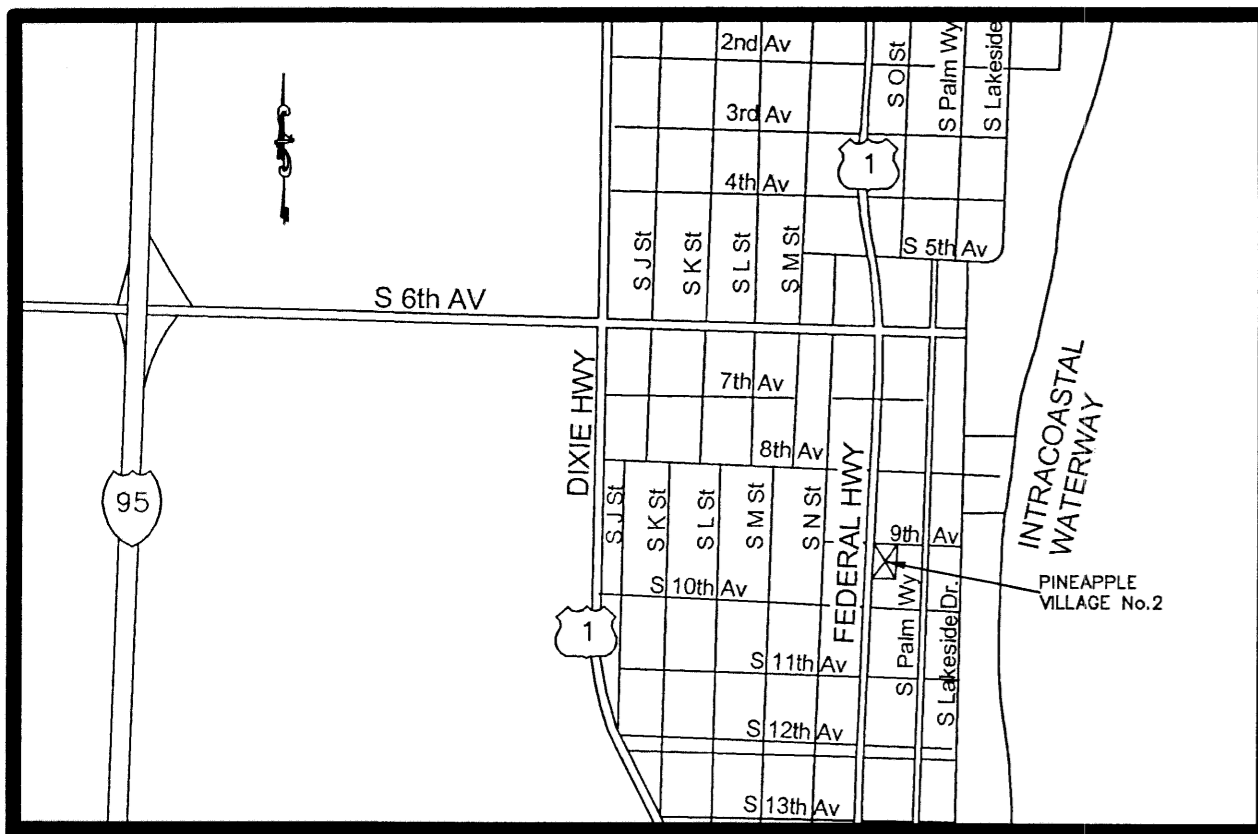 2nd Av
S O St
S Palm Wy
S Lakeside
3rd Av
1
4th Av
S J St
S K St
S L St
S M St
S 5th Av
S 6th AV
DIXIE HWY
7th Av
INTRACOASTAL
WATERWAY
8th Av
95
S J St
S K St
S L St
S M St
S N St
FEDERAL HWY
9th Av
PINEAPPLE
VILLAGE No.2
S 10th Av
S Palm Wy
S Lakeside Dr.
1
S 11th Av
S 12th Av
S 13th Av